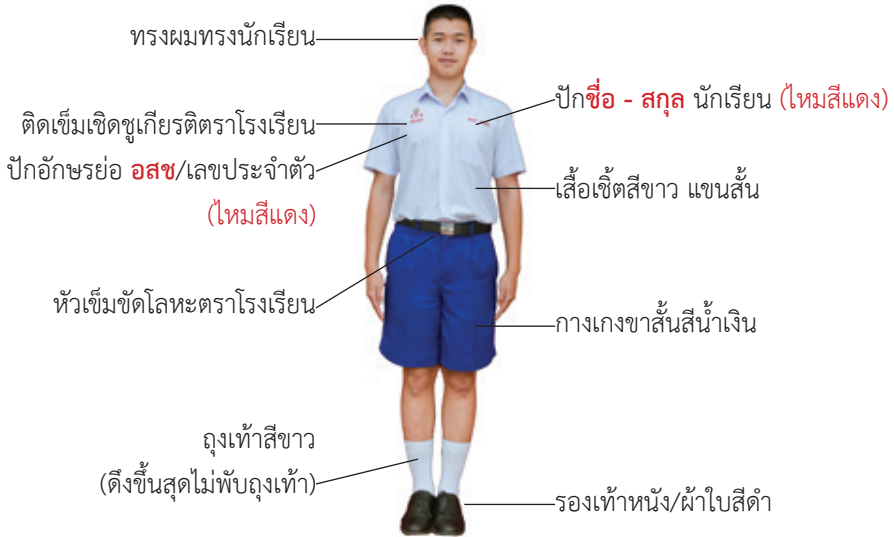 ทรงผมทรงนักเรียน
ติดเข็มเชิดชูเกียรติตราโรงเรียน
ปักอักษรย่อ อสช/เลขประจำตัว
(ไหมสีแดง)
หัวเข็มขัดโลหะตราโรงเรียน
ถุงเท้าสีขาว
(ดึงขึ้นสุดไม่พับถุงเท้า)
ปักชื่อ - สกุล นักเรียน (ไหมสีแดง)
เสื้อเชิ้ตสีขาว แขนสั้น
กางเกงขาสั้นสีน้ำเงิน
รองเท้าหนัง/ผ้าใบสีดำ